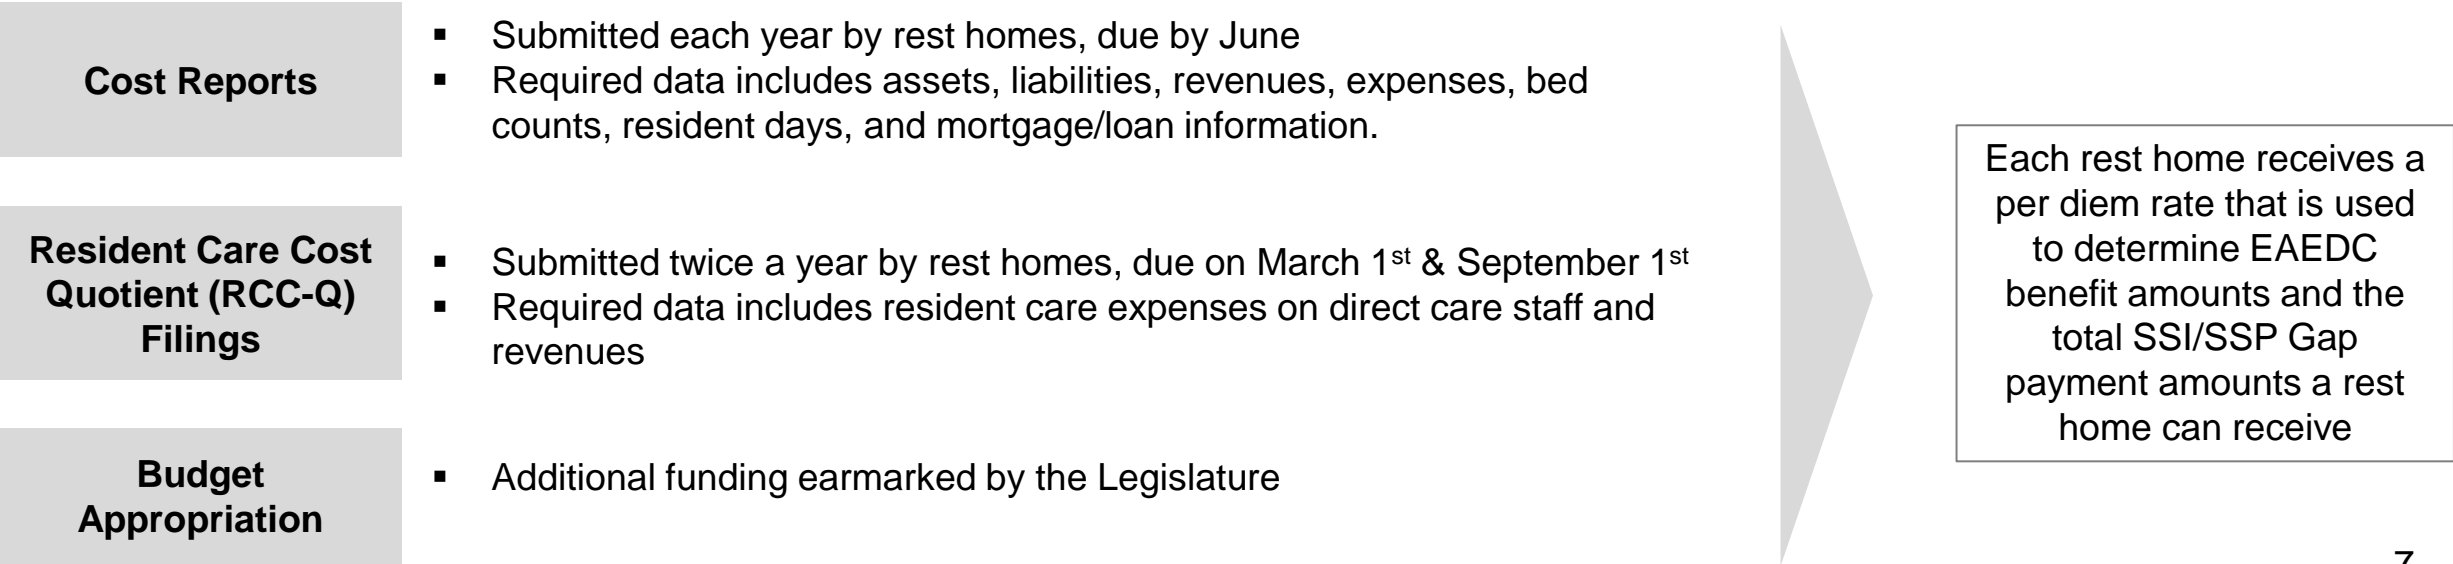 Cost Reports
▪ Submitted each year by rest homes, due by June
▪ Required data includes assets, liabilities, revenues, expenses, bed
counts, resident days, and mortgage/loan information.
Resident Care Cost
Quotient (RCC-Q)
Filings
▪ Submitted twice a year by rest homes, due on March 1st & September 1st
▪ Required data includes resident care expenses on direct care staff and
revenues
Budget
Appropriation
▪ Additional funding earmarked by the Legislature
Each rest home receives a
per diem rate that is used
to determine EAEDC
benefit amounts and the
total SSI/SSP Gap
payment amounts a rest
home can receive